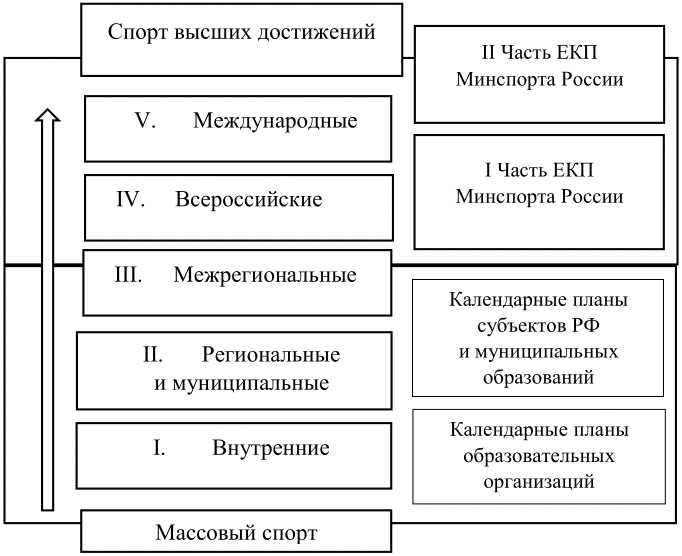 Спорт высших достижений
II Часть ЕКП
Минспорта России
V. Международные
I Часть ЕКП
Минспорта России
IV. Всероссийские
III. Межрегиональные
Календарные планы
субъектов РФ
и муниципальных
образований
II. Региональные
и муниципальные
Календарные планы
образовательных
организаций
I. Внутренние
Массовый спорт